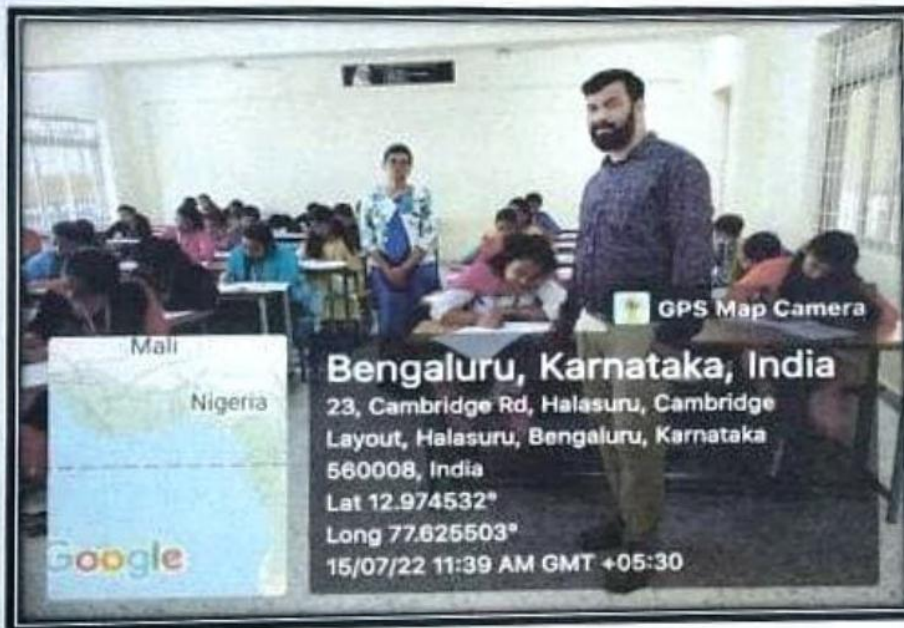 GPS Map Camera
Mali
Nigeria
Google
Bengaluru, Karnataka, India
23, Cambridge Rd, Halasuru, Cambridge
Layout, Halasuru, Bengaluru, Karnataka
560008, India
Lat 12.974532°
Long 77.625503°
15/07/22 11:39 AM GMT +05:30